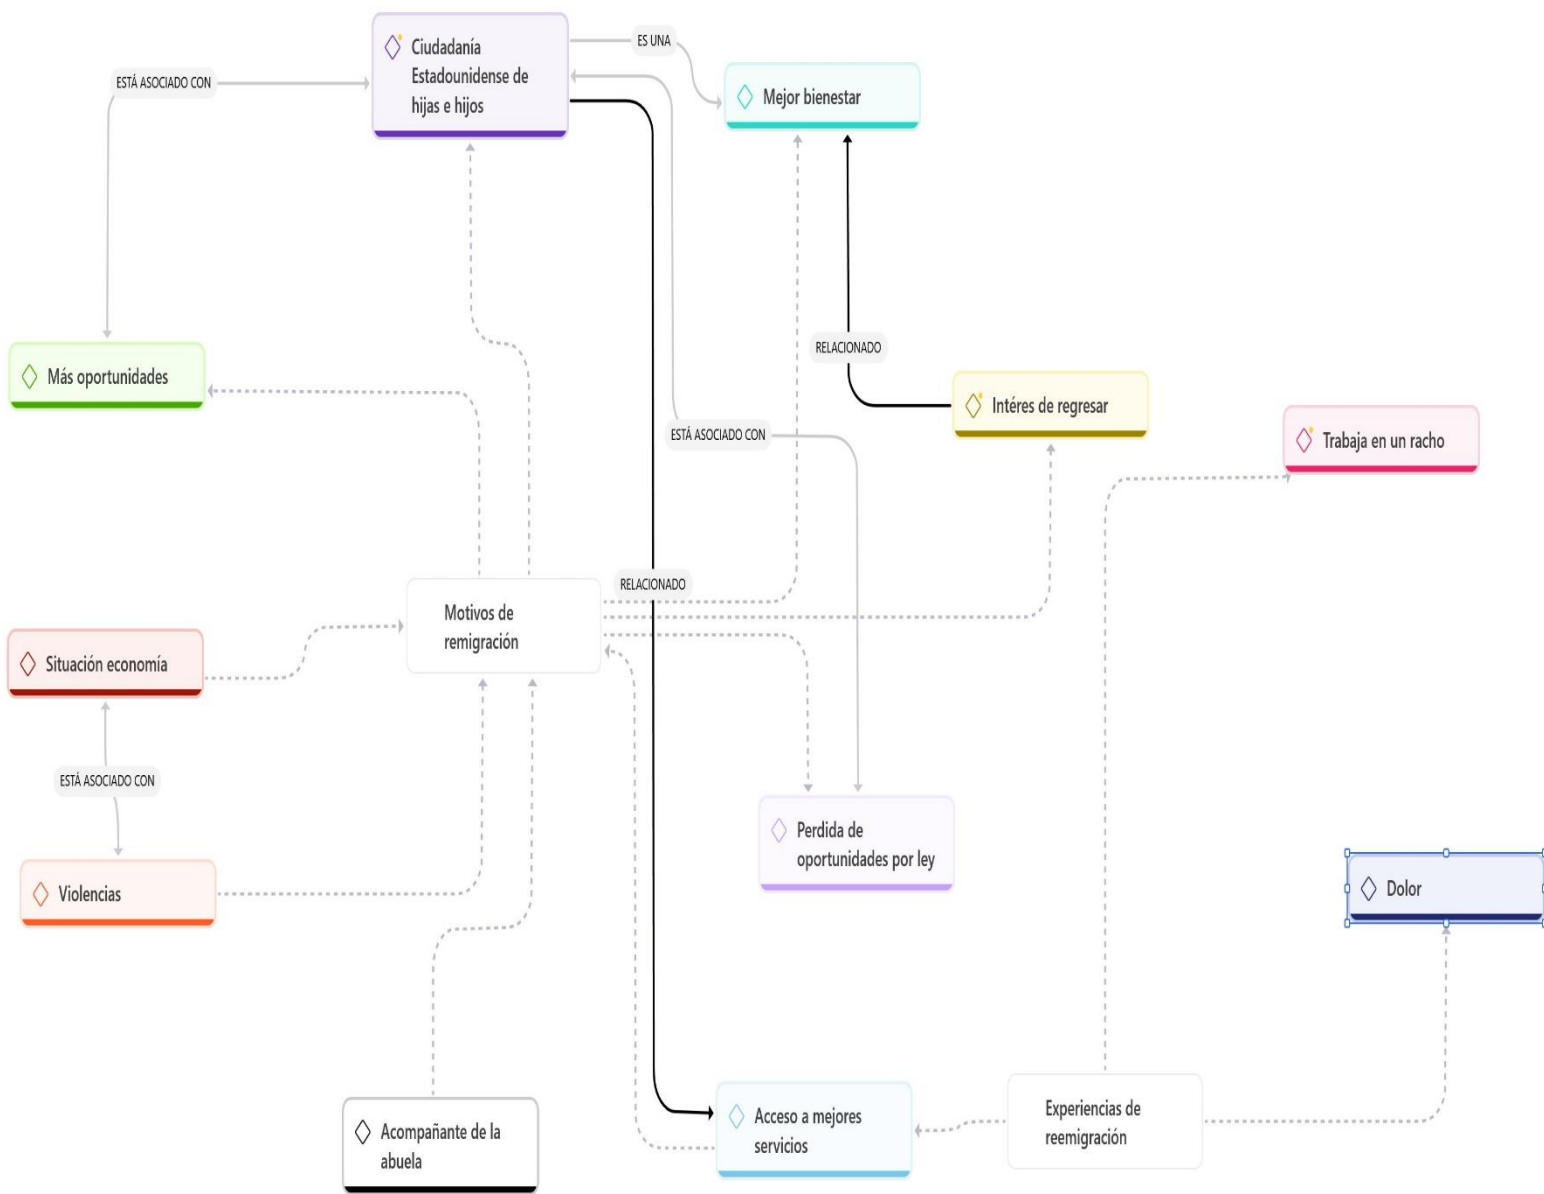 Ciudadanía
Estadounidense de
hijas e hijos
ES UNA
ESTÁ ASOCIADO CON
Mejor bienestar
RELACIONADO
Más oportunidades
Intéres de regresar
ESTÁ ASOCIADO CON
Trabaja en un racho
RELACIONADO
Motivos de
remigración
Situación economía
ESTÁ ASOCIADO CON
Perdida de
oportunidades por ley
Violencias
Dolor
Acompañante de la
abuela
Acceso a mejores
servicios
Experiencias de
reemigración